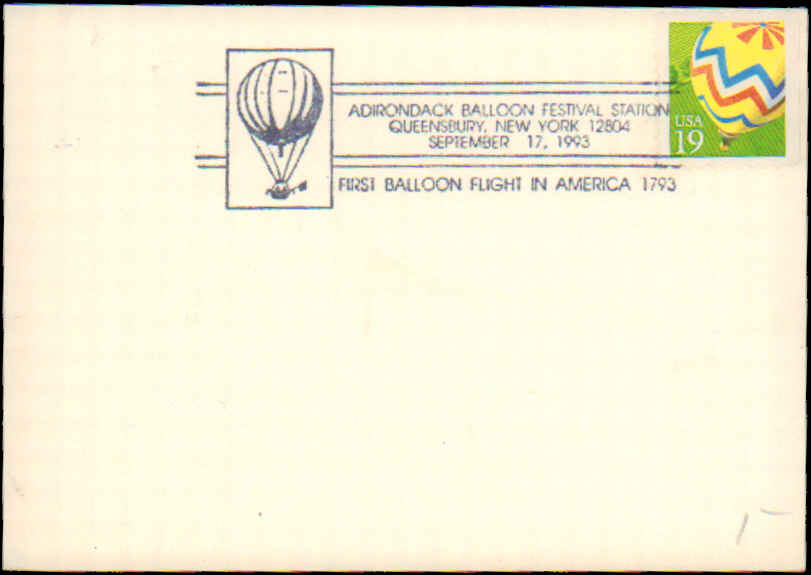 ADIRONDACK BALLOON FESTIVAL STATION
QUEENSBURY, NEW YORK 12804
SEPTEMBER 17, 1993
FIRST BALLOON FLIGHT IN AMERICA 1793
USA
19
1-